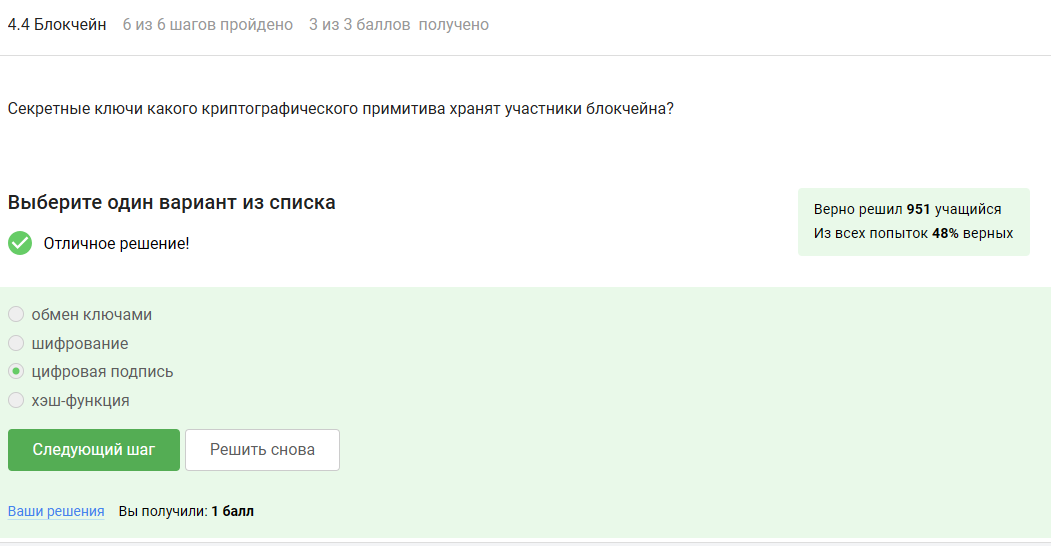 4.4 Блокчейн 6 из 6 шагов пройдено 3 из 3 баллов получено
Секретные ключи какого криптографического примитива хранят участники блокчейна?
Выберите один вариант из списка
Отличное решение!
Верно решил 951 учащийся
Из всех попыток 48% верных
обмен ключами
шифрование
цифровая подпись
хэш-функция
Следующий шаг Решить снова
Ваши решения Вы получили: 1 балл